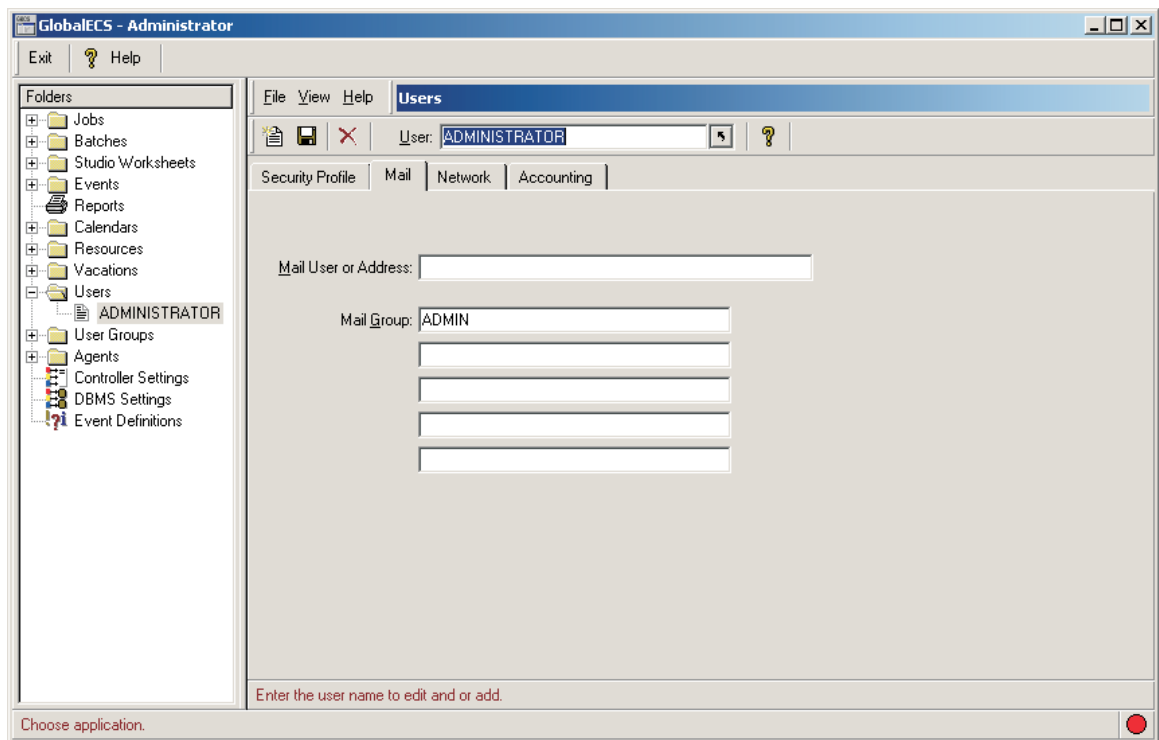 GlobalECS - Administrator
Exit Help
Folders
Jobs
Batches
Studio Worksheets
Events
Reports
Calendars
Resources
Vacations
Users
ADMINISTRATOR
User Groups
Agents
Controller Settings
DBMS Settings
Event Definitions
File View Help Users
User: ADMINISTRATOR
Security Profile Mail Network Accounting
Mail User or Address:
Mail Group: ADMIN
Enter the user name to edit and or add.
Choose application.